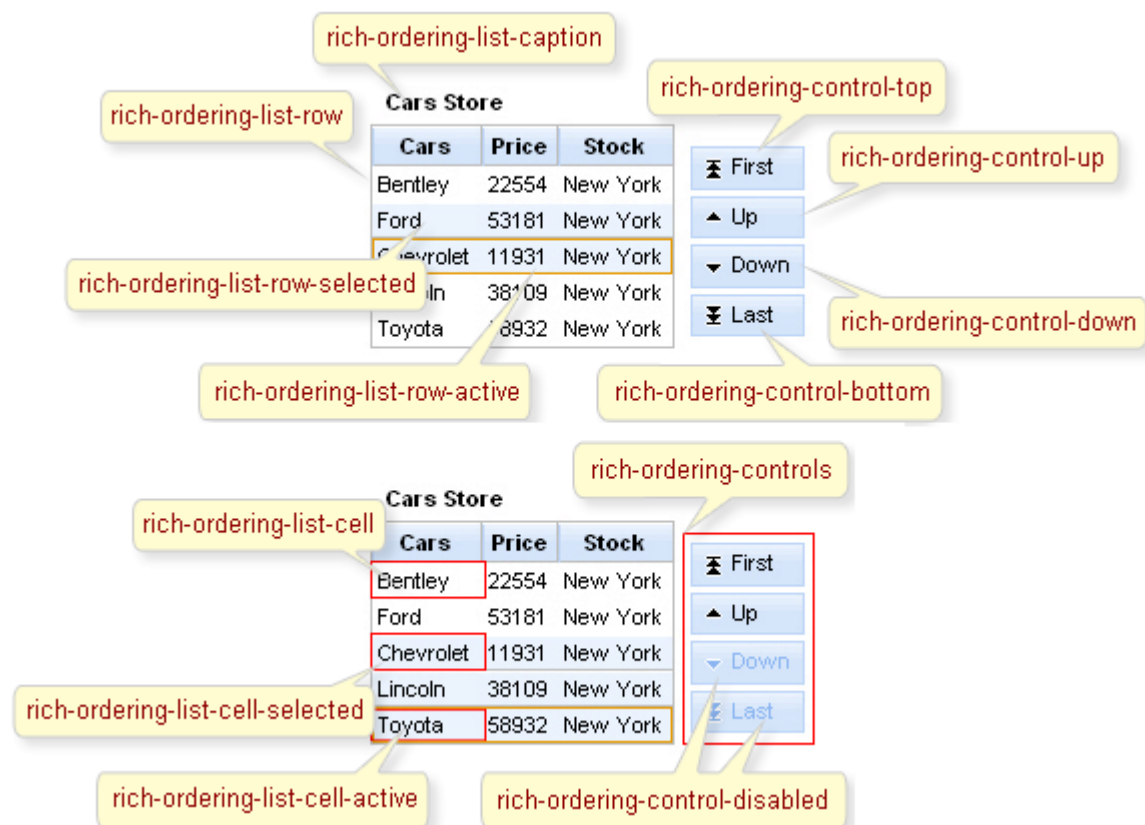 rich-ordering-list-caption
rich-ordering-control-top
Cars Store
rich-ordering-list-row
Cars Price Stock
First
rich-ordering-control-up
Bentley 22554 New York
Up
Ford 53181 New York
Chevrolet 11931 New York
Down
rich-ordering-list-row-selected
38109 New York
Last
rich-ordering-control-down
Toyota New York
rich-ordering-list-row-active
rich-ordering-control-bottom
rich-ordering-controls
Cars Store
rich-ordering-list-cell
Cars Price Stock
First
Bentley 22554 New York
Up
Ford 53181 New York
Chevrolet 11931 New York
Down
Lincoln 38109 New York
rich-ordering-list-cell-selected
Last
Toyota 58932 New York
rich-ordering-list-cell-active
rich-ordering-control-disabled